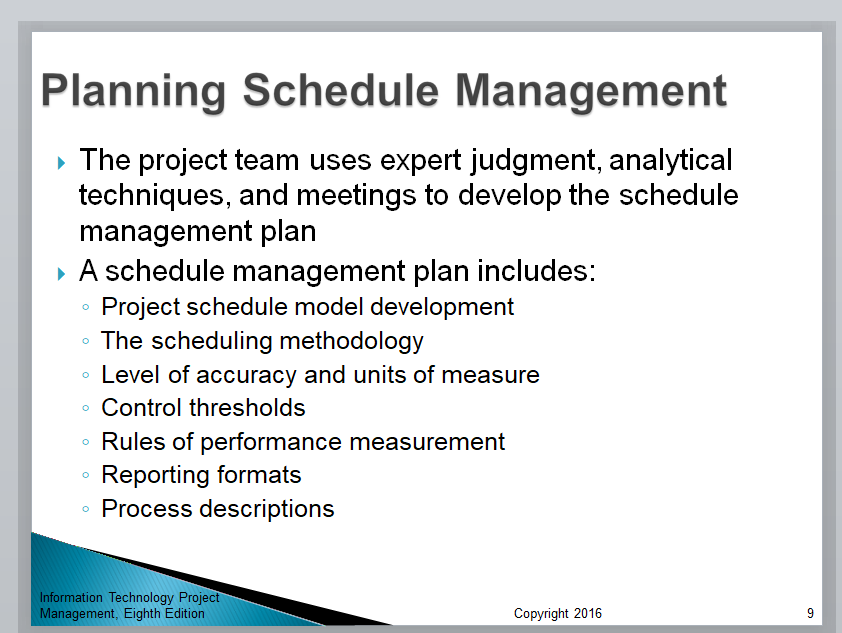 Planning Schedule Management
The project team uses expert judgment, analytical
techniques, and meetings to develop the schedule
management plan
A schedule management plan includes:
Project schedule model development
The scheduling methodology
Level of accuracy and units of measure
Control thresholds
Rules of performance measurement
Reporting formats
Process descriptions
Information Technology Project
Management, Eighth Edition
Copyright 2016
9